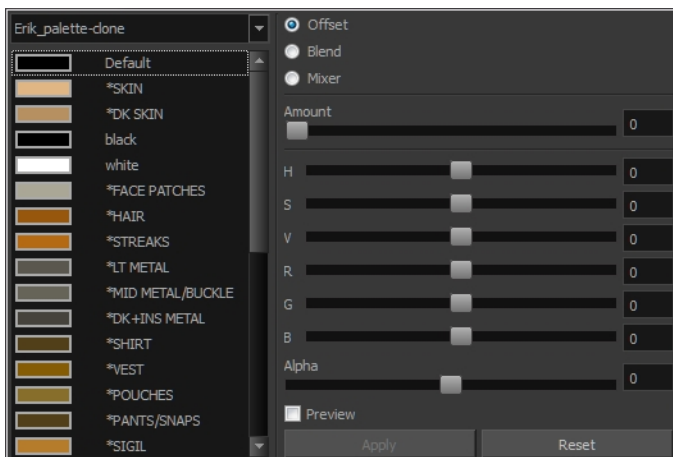 Erik_palette-clone
Default
*SKIN
*DK SKIN
black
white
*FACE PATCHES
*HAIR
*STREAKS
*LT METAL
*MID METAL/BUCKLE
*DK+INS METAL
*SHIRT
*VEST
*POUCHES
*PANTS/SNAPS
*SIGIL
Offset
Blend
Mixer
Amount
0
H 0
S 0
V 0
R 0
G 0
B 0
Alpha
0
Preview
Apply Reset